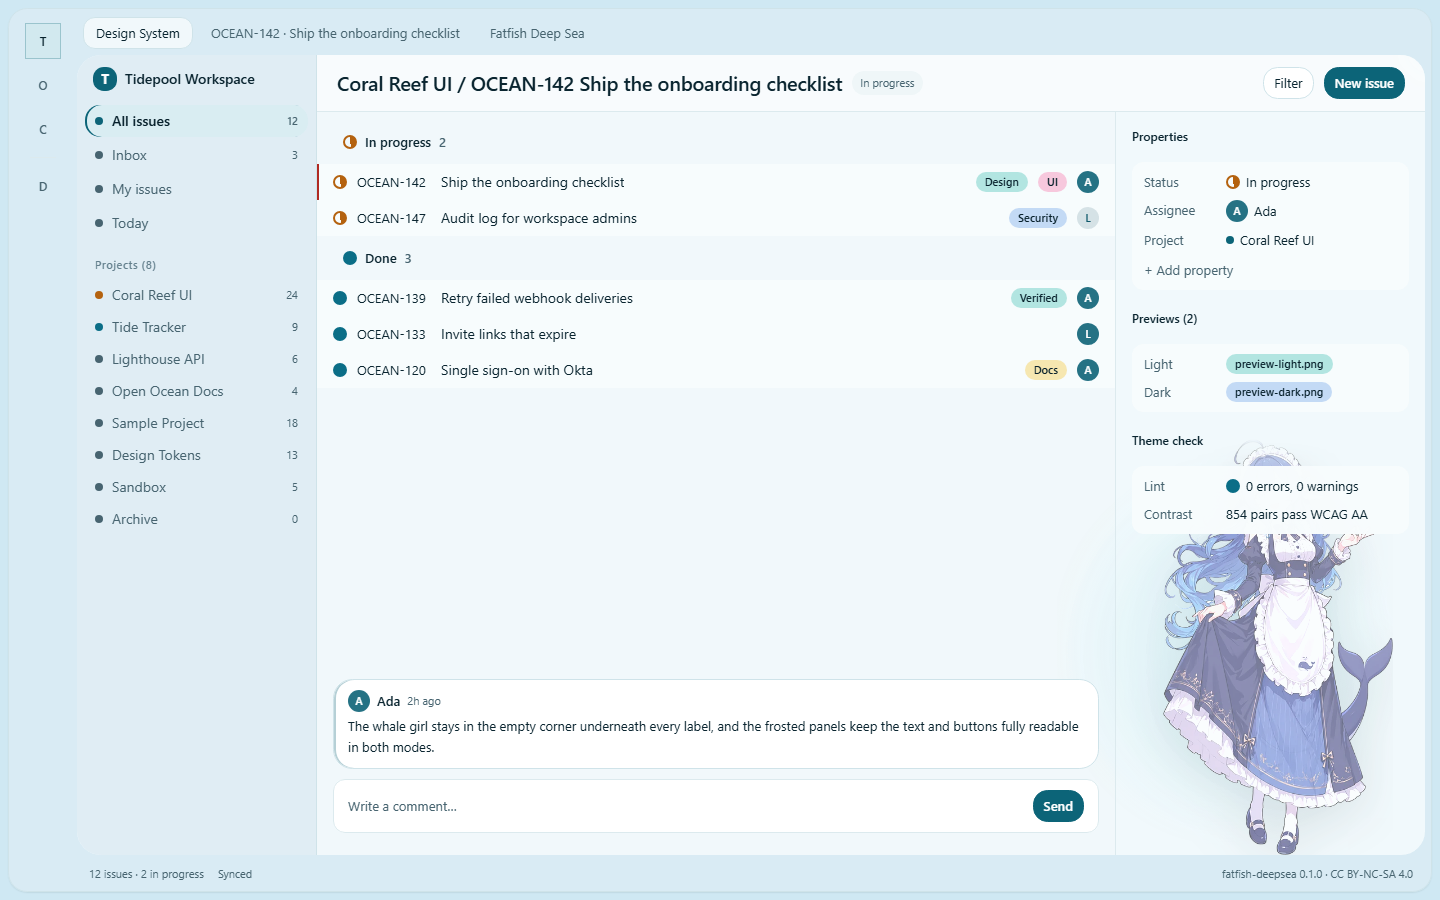 T
O
C
D
Design System
OCEAN-142 · Ship the onboarding checklist
Fatfish Deep Sea
T Tidepool Workspace
All issues 12
Inbox 3
My issues
Today
Projects (8)
Coral Reef UI 24
Tide Tracker 9
Lighthouse API 6
Open Ocean Docs 4
Sample Project 18
Design Tokens 13
Sandbox 5
Archive 0
Coral Reef UI / OCEAN-142 Ship the onboarding checklist In progress
Filter
New issue
In progress 2
OCEAN-142 Ship the onboarding checklist Design UI A
OCEAN-147 Audit log for workspace admins Security L
Done 3
OCEAN-139 Retry failed webhook deliveries Verified A
OCEAN-133 Invite links that expire L
OCEAN-120 Single sign-on with Okta Docs A
A Ada 2h ago
The whale girl stays in the empty corner underneath every label, and the frosted panels keep the text and buttons fully readable
in both modes.
Write a comment...
Send
Properties
Status In progress
Assignee A Ada
Project Coral Reef UI
+ Add property
Previews (2)
Light preview-light.png
Dark preview-dark.png
Theme check
Lint 0 errors, 0 warnings
Contrast 854 pairs pass WCAG AA
12 issues · 2 in progress Synced
fatfish-deepsea 0.1.0 · CC BY-NC-SA 4.0